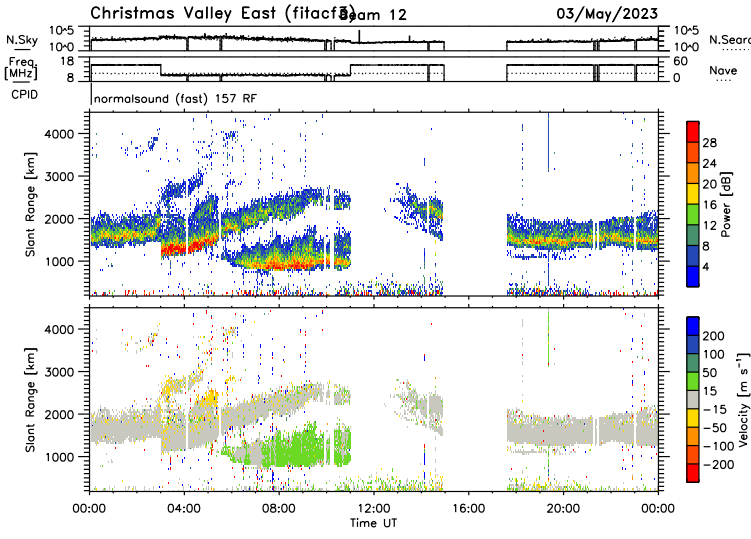 Christmas Valley East (fitacf3) Beam 12 03/May/2023
N.Sky 10^5 10^0 10^5 10^0 N.Searc
Freq. [MHz] 18 8 60 0 Nave
CPID normalsound (fast) 157 RF
Slant Range [km] 4000 3000 2000 1000
Power [dB] 28 24 20 16 12 8 4
Slant Range [km] 4000 3000 2000 1000
Velocity [m s⁻¹] 200 100 50 15 -15 -50 -100 -200
00:00 04:00 08:00 12:00 16:00 20:00 00:00
Time UT